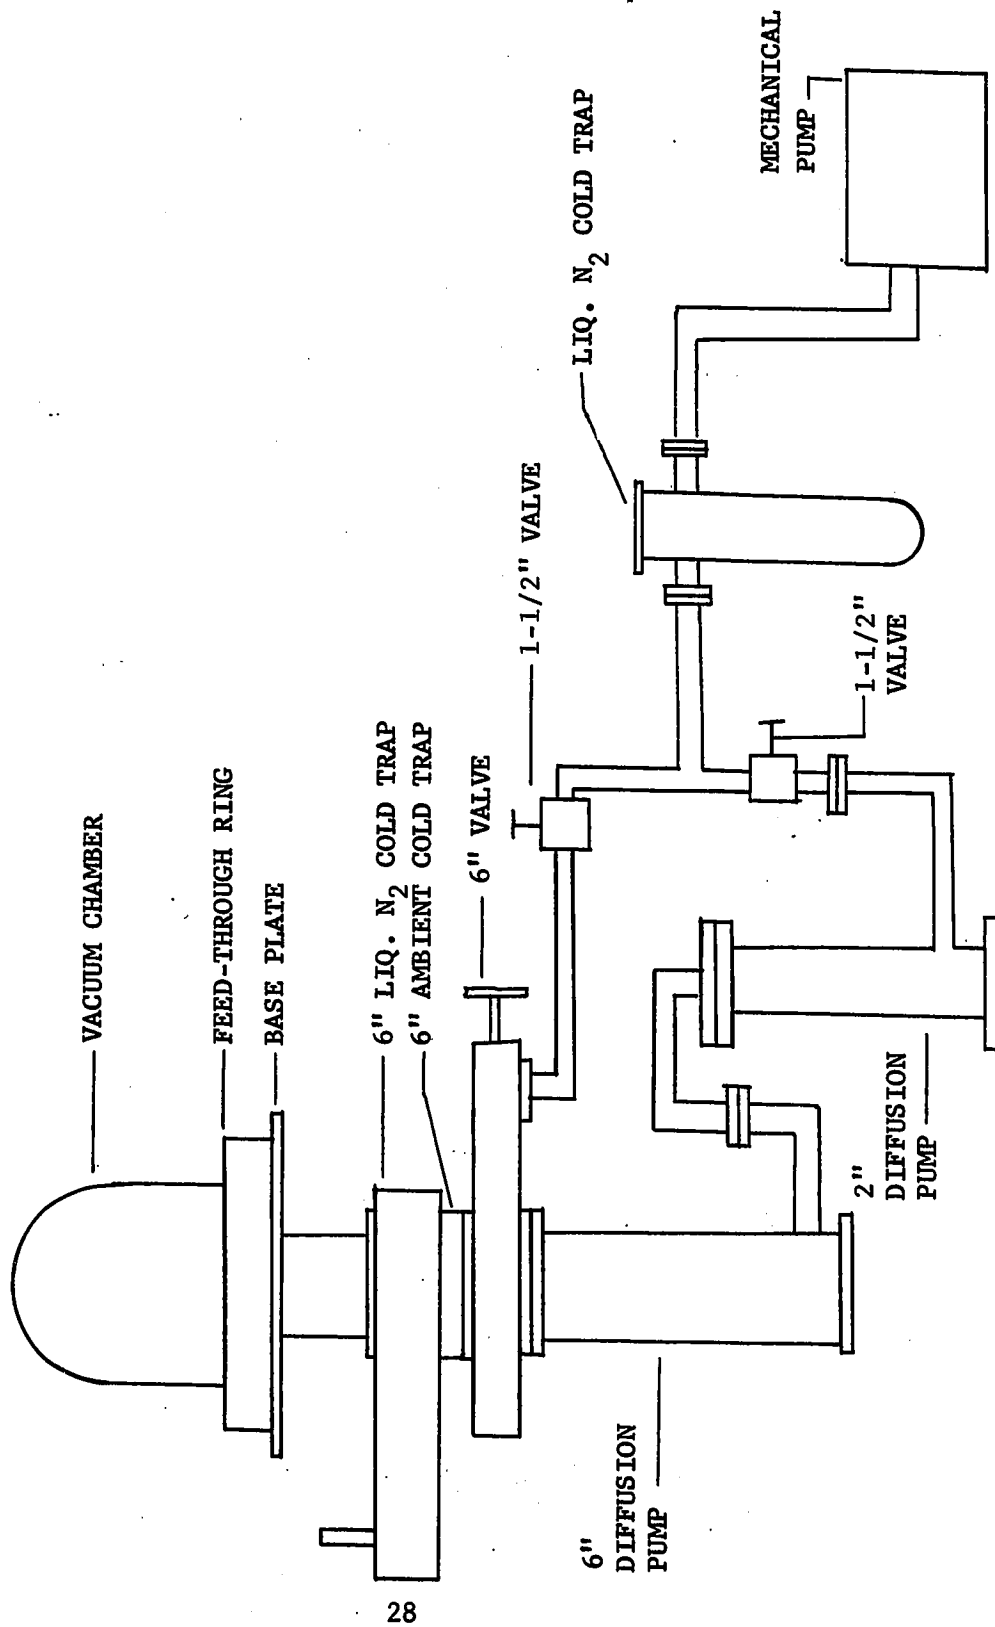 VACUUM CHAMBER
FEED-THROUGH RING
BASE PLATE
6" LIQ. N2 COLD TRAP
6" AMBIENT COLD TRAP
6" VALVE
1-1/2" VALVE
LIQ. N2 COLD TRAP
MECHANICAL
PUMP
1-1/2"
VALVE
2"
DIFFUSION
PUMP
6"
DIFFUSION
PUMP
28